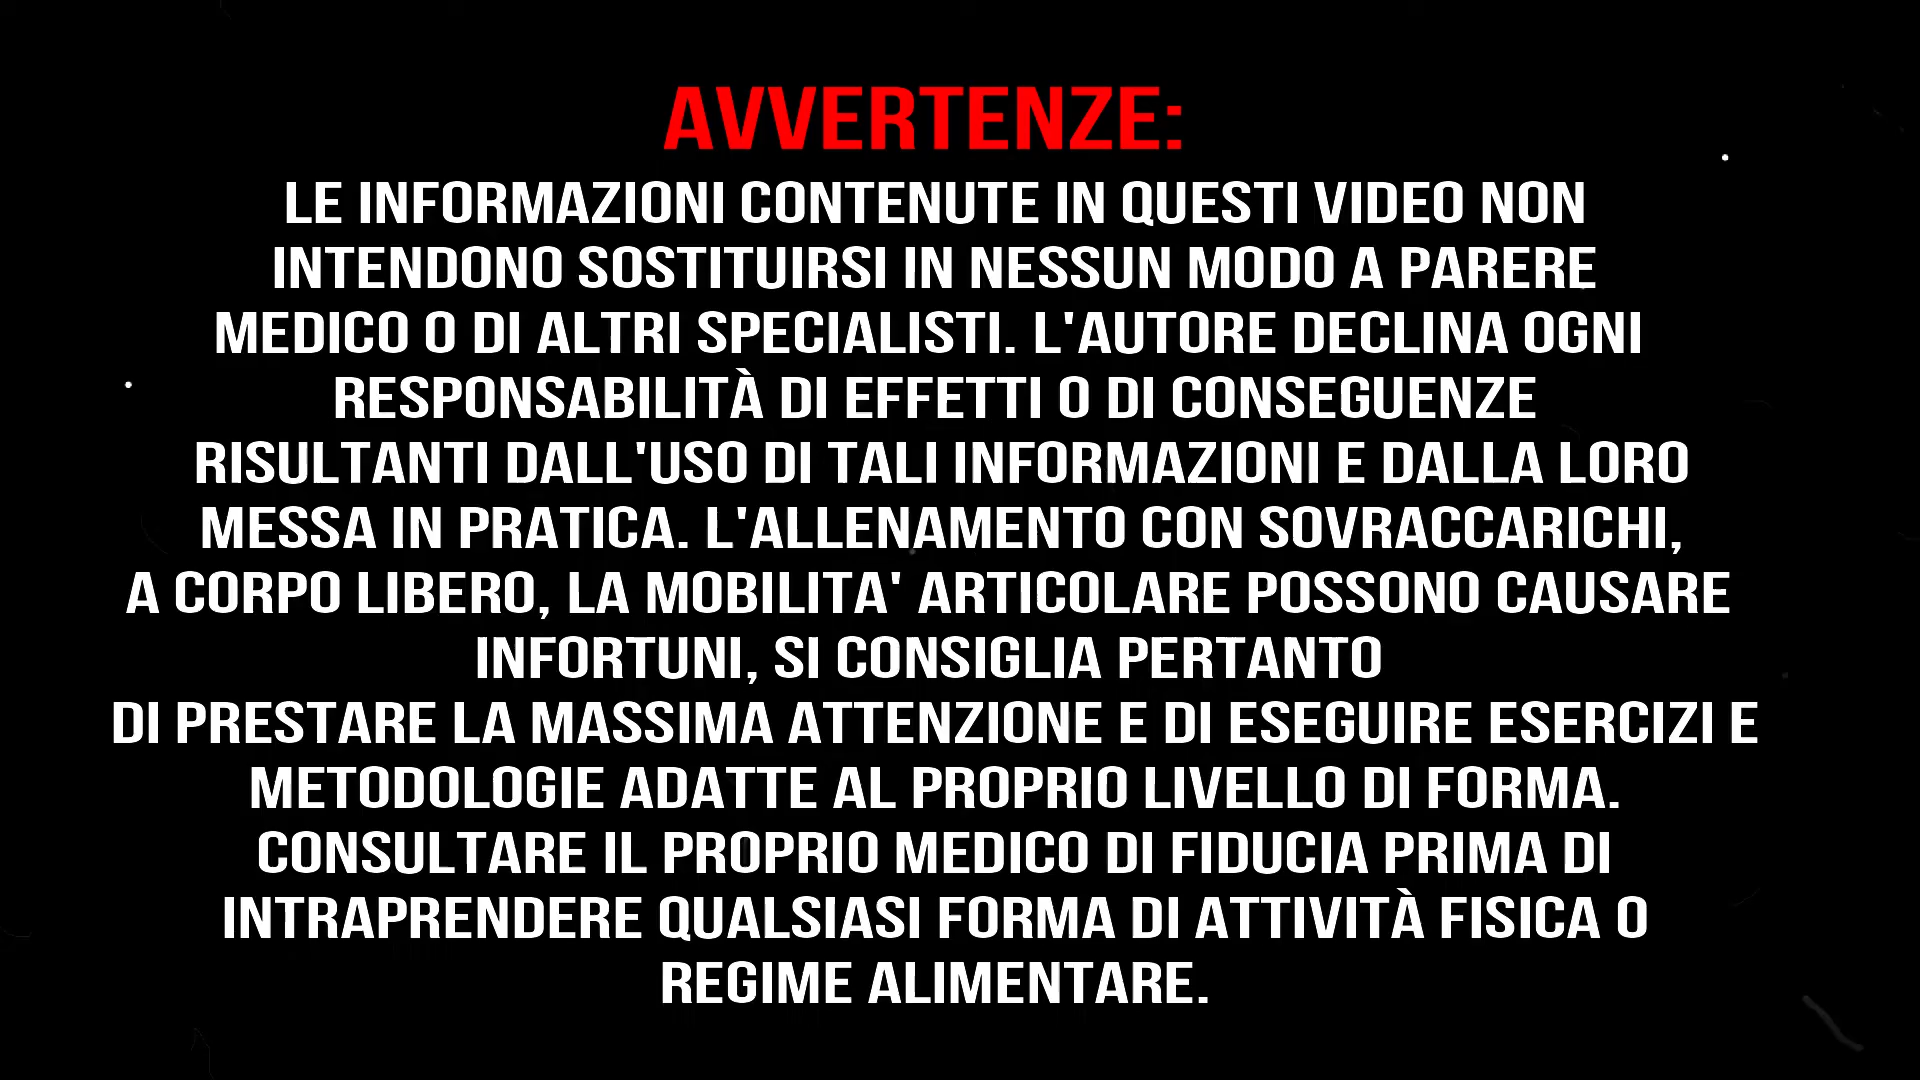 AVVERTENZE:
LE INFORMAZIONI CONTENUTE IN QUESTI VIDEO NON
INTENDONO SOSTITUIRSI IN NESSUN MODO A PARERE
MEDICO O DI ALTRI SPECIALISTI. L'AUTORE DECLINA OGNI
RESPONSABILITÀ DI EFFETTI O DI CONSEGUENZE
RISULTANTI DALL'USO DI TALI INFORMAZIONI E DALLA LORO
MESSA IN PRATICA. L'ALLENAMENTO CON SOVRACCARICHI,
A CORPO LIBERO, LA MOBILITA' ARTICOLARE POSSONO CAUSARE
INFORTUNI, SI CONSIGLIA PERTANTO
DI PRESTARE LA MASSIMA ATTENZIONE E DI ESEGUIRE ESERCIZI E
METODOLOGIE ADATTE AL PROPRIO LIVELLO DI FORMA.
CONSULTARE IL PROPRIO MEDICO DI FIDUCIA PRIMA DI
INTRAPRENDERE QUALSIASI FORMA DI ATTIVITÀ FISICA O
REGIME ALIMENTARE.